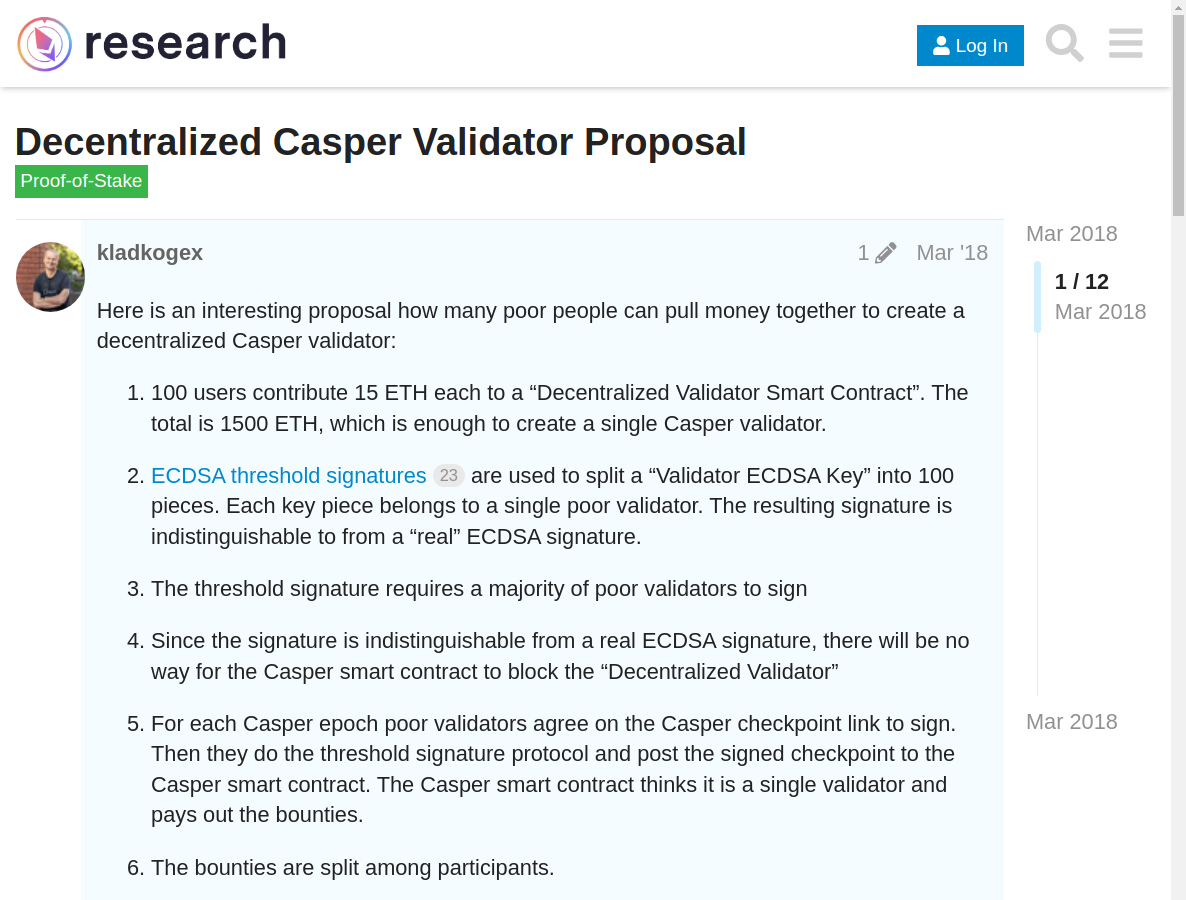 research
Log In
Decentralized Casper Validator Proposal
Proof-of-Stake
kladkogex
1
Mar '18
Mar 2018
1 / 12
Mar 2018
Here is an interesting proposal how many poor people can pull money together to create a
decentralized Casper validator:
1. 100 users contribute 15 ETH each to a “Decentralized Validator Smart Contract”. The
total is 1500 ETH, which is enough to create a single Casper validator.
2. ECDSA threshold signatures 23 are used to split a “Validator ECDSA Key” into 100
pieces. Each key piece belongs to a single poor validator. The resulting signature is
indistinguishable to from a “real” ECDSA signature.
3. The threshold signature requires a majority of poor validators to sign
4. Since the signature is indistinguishable from a real ECDSA signature, there will be no
way for the Casper smart contract to block the “Decentralized Validator”
5. For each Casper epoch poor validators agree on the Casper checkpoint link to sign.
Then they do the threshold signature protocol and post the signed checkpoint to the
Casper smart contract. The Casper smart contract thinks it is a single validator and
pays out the bounties.
6. The bounties are split among participants.
Mar 2018